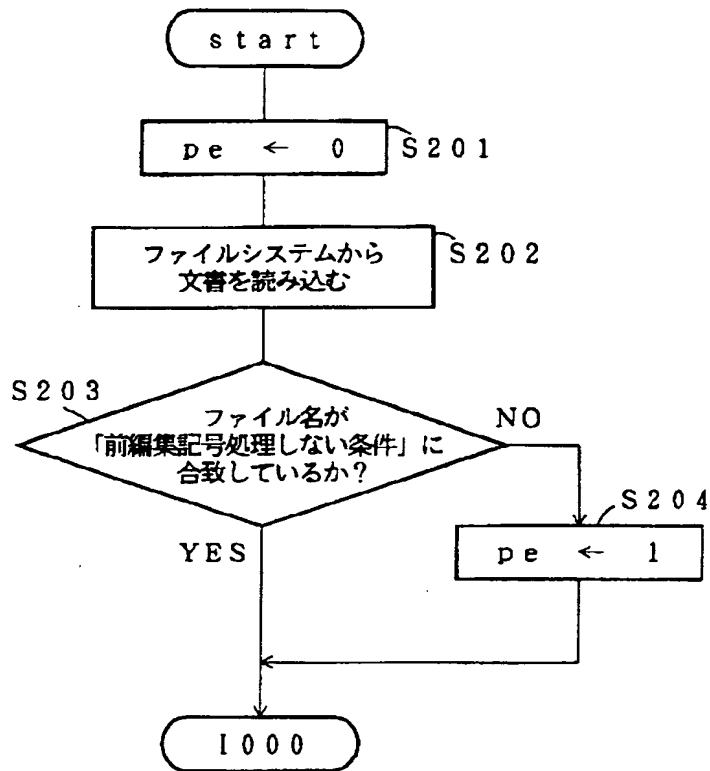 start
pe ← 0
S201
ファイルシステムから
文書を読み込む
S202
S203
ファイル名が
「前編集記号処理しない条件」に
合致しているか?
NO
YES
S204
pe ← 1
I000